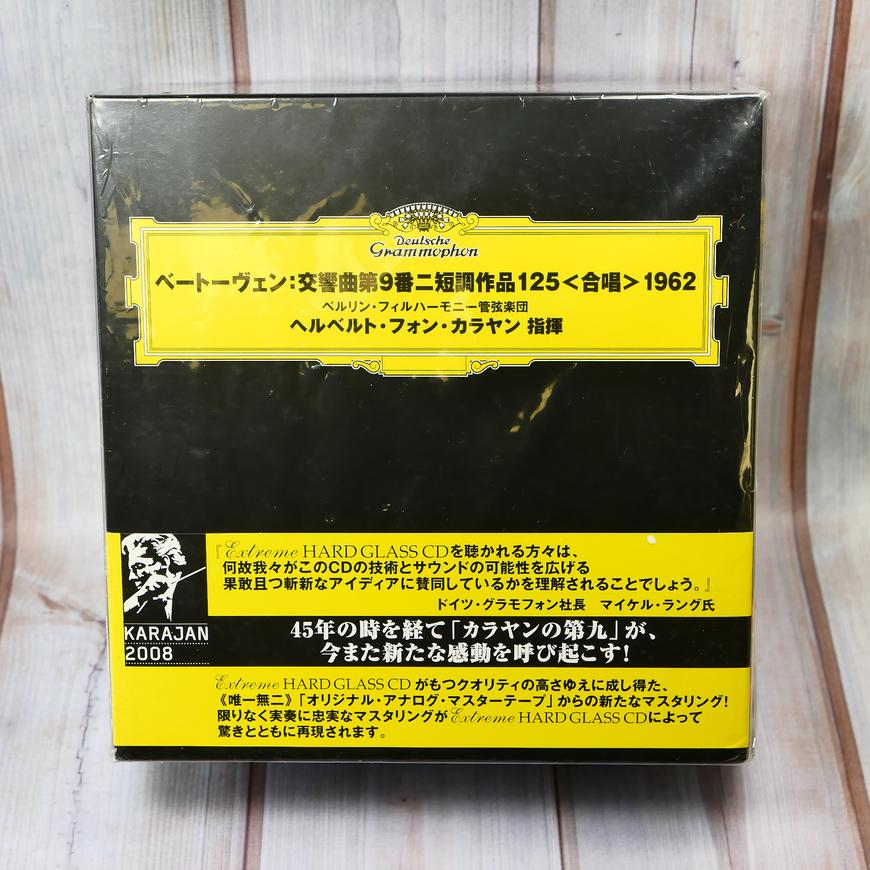 Deutsche
Grammophon
ベートーヴェン:交響曲第9番ニ短調作品125<合唱>1962
ベルリン・フィルハーモニー管弦楽団
ヘルベルト・フォン・カラヤン 指揮
『Extreme HARD GLASS CDを聴かれる方々は、
何故我々がこのCDの技術とサウンドの可能性を広げる
果敢且つ斬新なアイディアに賛同しているかを理解されることでしょう。』
ドイツ・グラモフォン社長 マイケル・ラング氏
KARAJAN
2008
45年の時を経て「カラヤンの第九」が、
今また新たな感動を呼び起こす!
Extreme HARD GLASS CD がもつクオリティの高さゆえに成し得た、
《唯一無二》「オリジナル・アナログ・マスターテープ」からの新たなマスタリング!
限りなく実奏に忠実なマスタリングがExtreme HARD GLASS CDによって
驚きとともに再現されます。